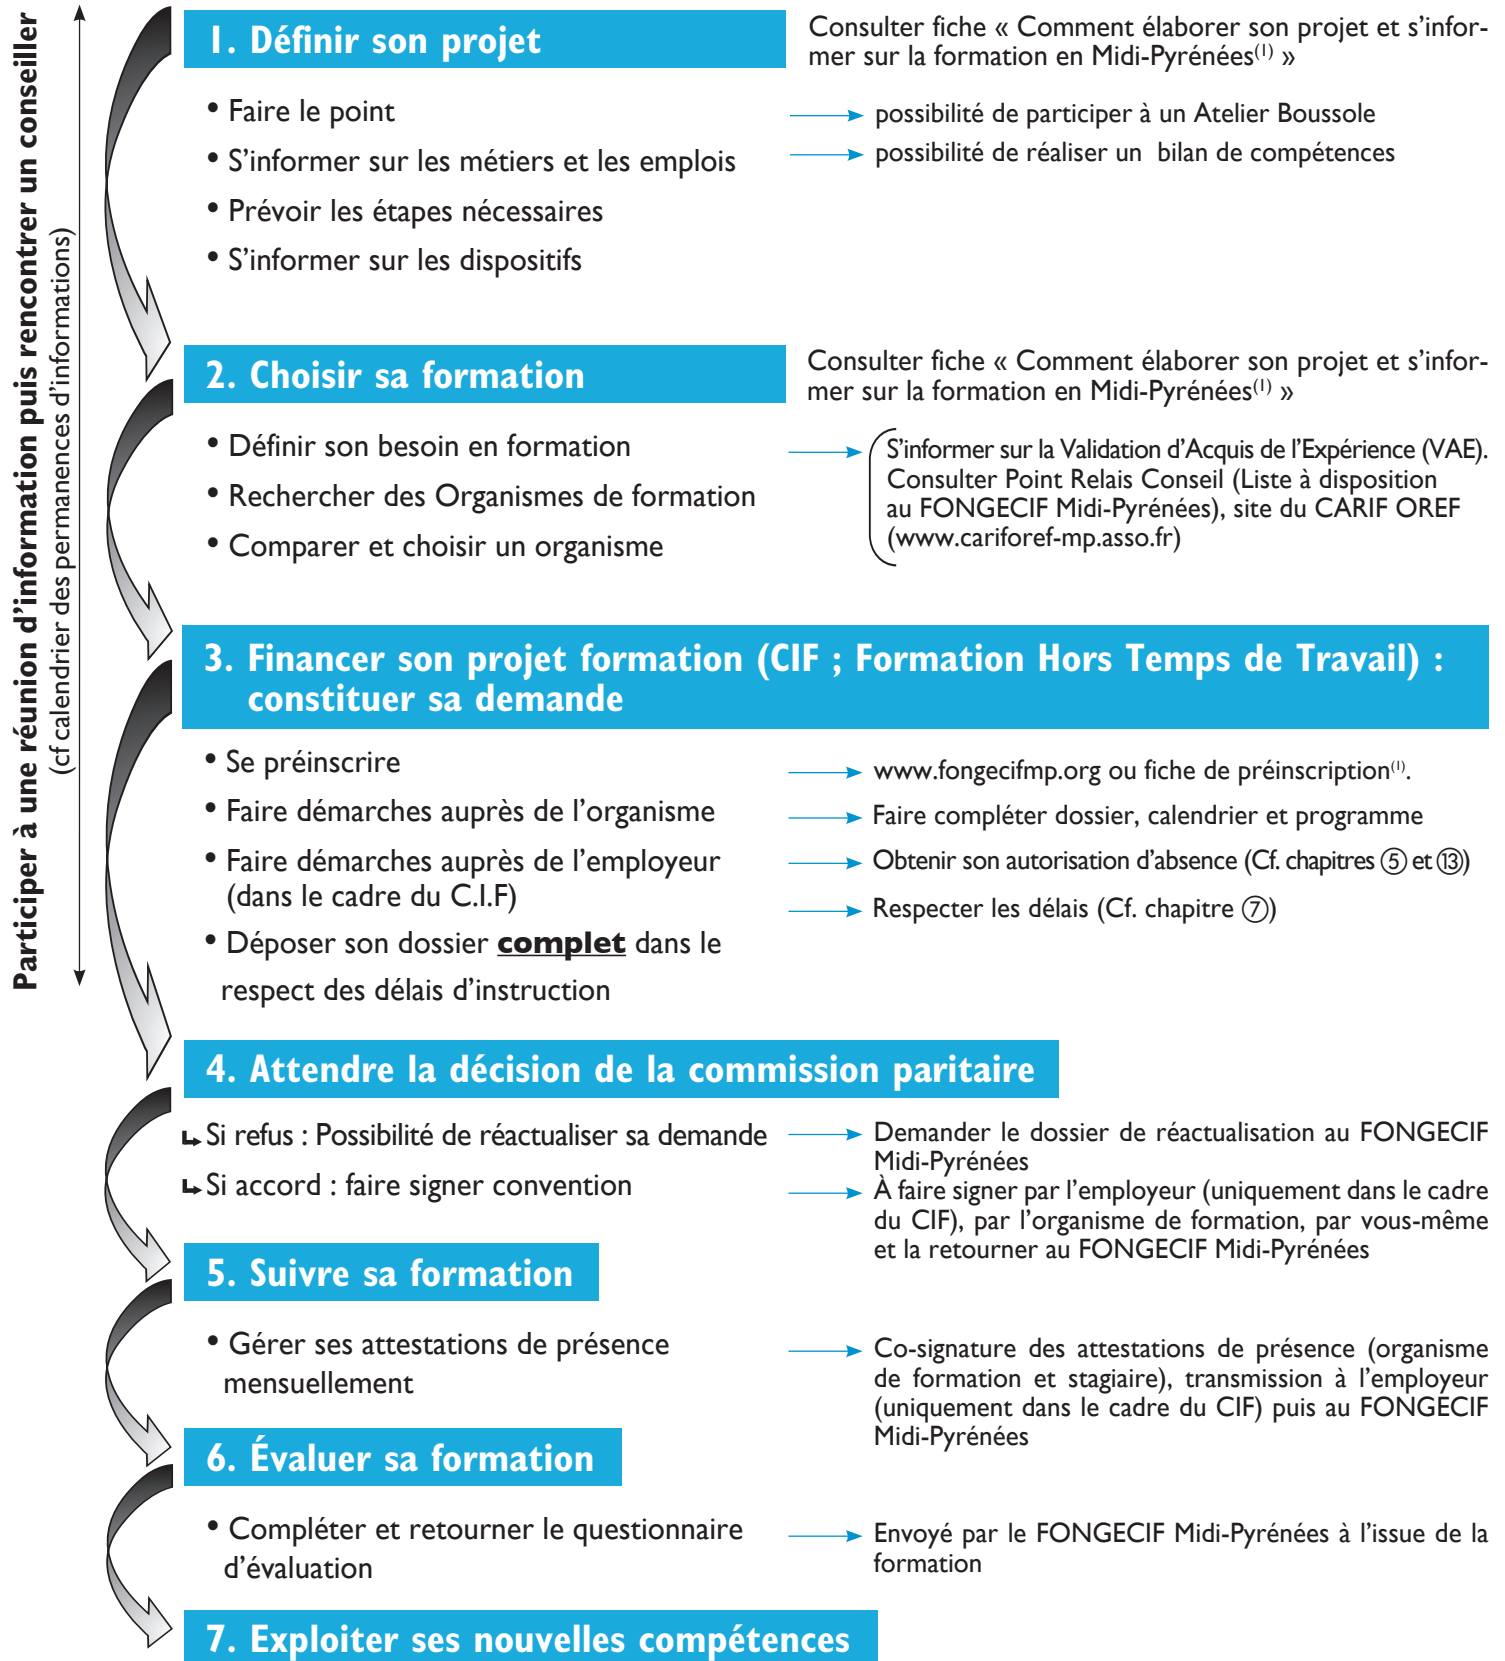 Participer à une réunion d’information puis rencontrer un conseiller
(cf calendrier des permanences d’informations)
1. Définir son projet
Consulter fiche « Comment élaborer son projet et s’infor-
mer sur la formation en Midi-Pyrénées(1) »
• Faire le point
possibilité de participer à un Atelier Boussole
• S’informer sur les métiers et les emplois
possibilité de réaliser un bilan de compétences
• Prévoir les étapes nécessaires
• S’informer sur les dispositifs
2. Choisir sa formation
Consulter fiche « Comment élaborer son projet et s’infor-
mer sur la formation en Midi-Pyrénées(1) »
• Définir son besoin en formation
• Rechercher des Organismes de formation
• Comparer et choisir un organisme
S’informer sur la Validation d’Acquis de l’Expérience (VAE).
Consulter Point Relais Conseil (Liste à disposition
au FONGECIF Midi-Pyrénées), site du CARIF OREF
(www.cariforef-mp.asso.fr)
3. Financer son projet formation (CIF ; Formation Hors Temps de Travail) :
constituer sa demande
• Se préinscrire
www.fongecifmp.org ou fiche de préinscription(1).
• Faire démarches auprès de l’organisme
Faire compléter dossier, calendrier et programme
• Faire démarches auprès de l’employeur
(dans le cadre du C.I.F)
Obtenir son autorisation d’absence (Cf. chapitres ⑤ et ⑬)
Respecter les délais (Cf. chapitre ⑦)
• Déposer son dossier complet dans le
respect des délais d’instruction
4. Attendre la décision de la commission paritaire
Si refus : Possibilité de réactualiser sa demande
Demander le dossier de réactualisation au FONGECIF
Midi-Pyrénées
Si accord : faire signer convention
À faire signer par l’employeur (uniquement dans le cadre
du CIF), par l’organisme de formation, par vous-même
et la retourner au FONGECIF Midi-Pyrénées
5. Suivre sa formation
• Gérer ses attestations de présence
mensuellement
Co-signature des attestations de présence (organisme
de formation et stagiaire), transmission à l’employeur
(uniquement dans le cadre du CIF) puis au FONGECIF
Midi-Pyrénées
6. Évaluer sa formation
• Compléter et retourner le questionnaire
d’évaluation
Envoyé par le FONGECIF Midi-Pyrénées à l’issue de la
formation
7. Exploiter ses nouvelles compétences